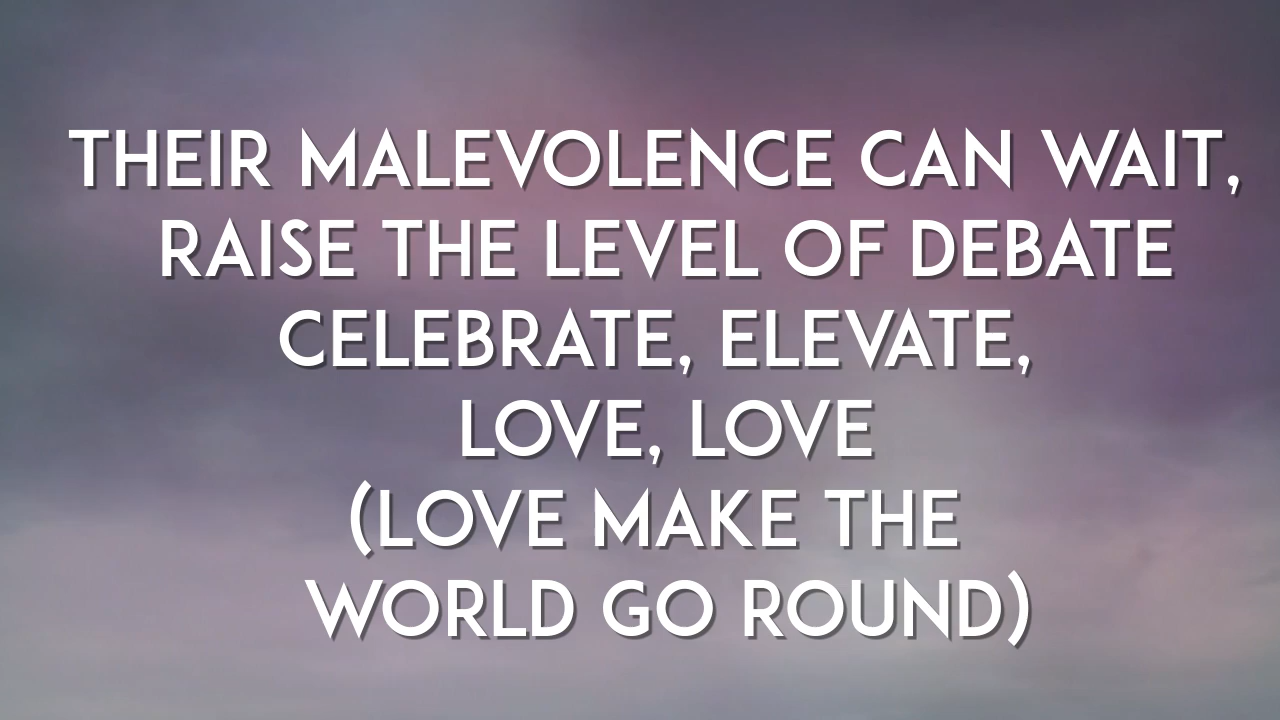 THEIR MALEVOLENCE CAN WAIT,
RAISE THE LEVEL OF DEBATE
CELEBRATE, ELEVATE,
LOVE, LOVE
(LOVE MAKE THE
WORLD GO ROUND)